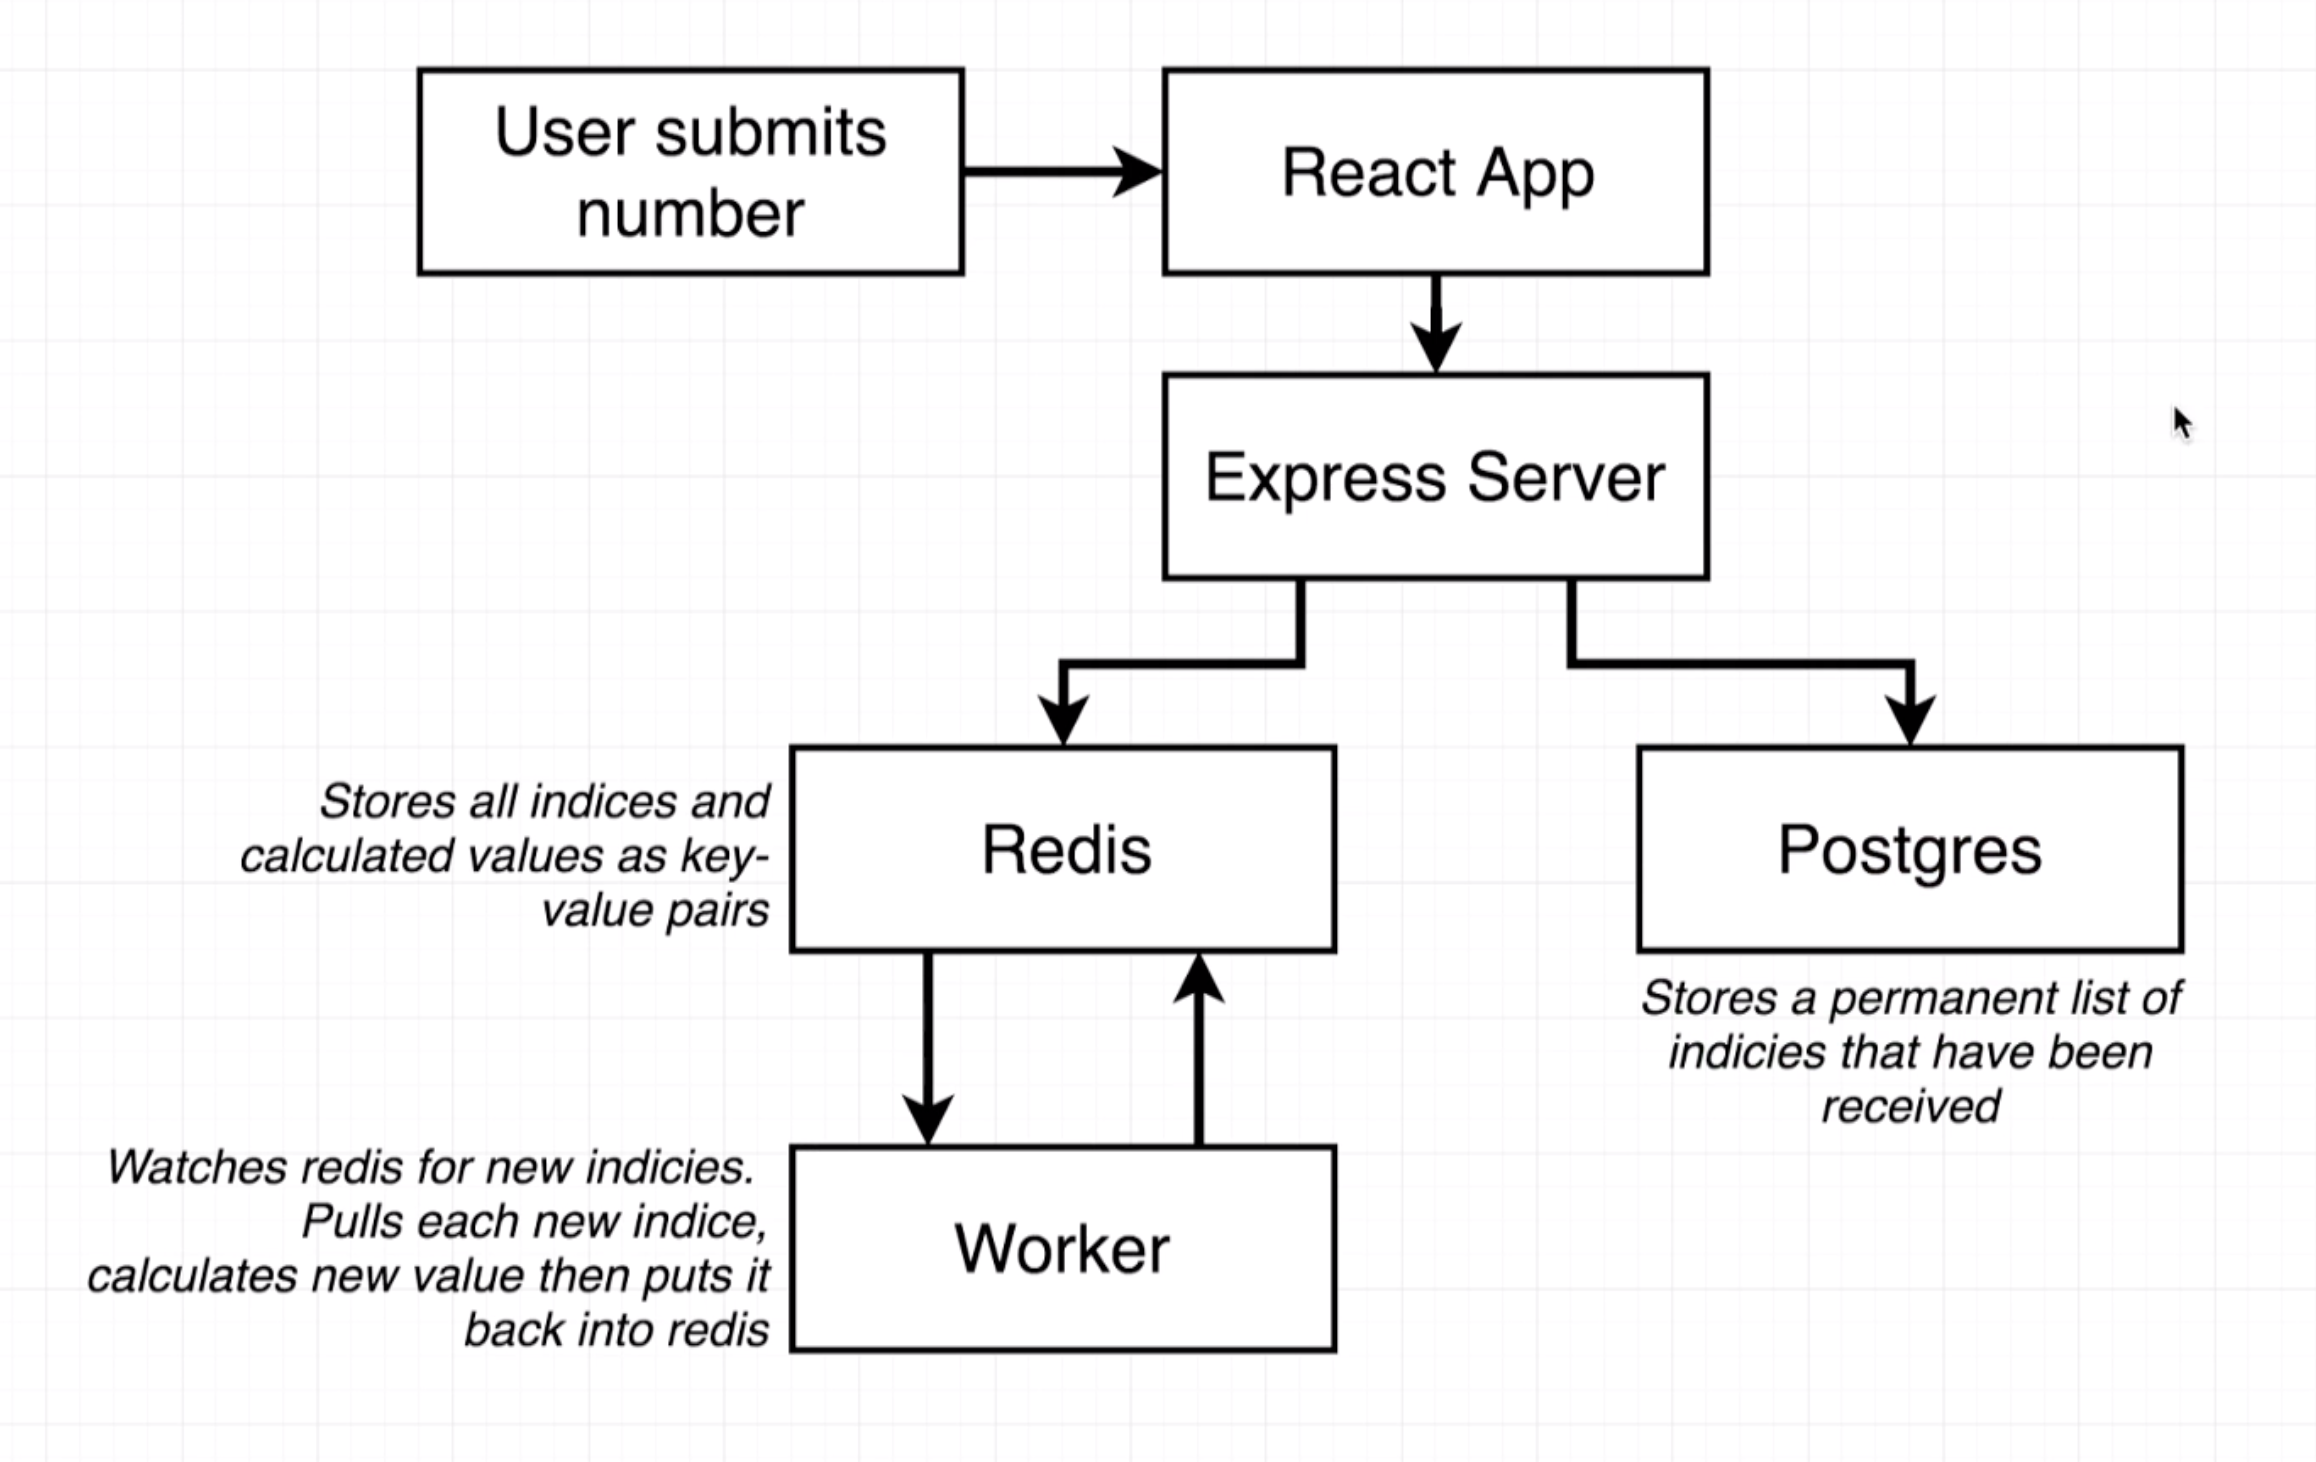 User submits
number
React App
Express Server
Stores all indices and
calculated values as key-
value pairs
Redis
Postgres
Stores a permanent list of
indicies that have been
received
Watches redis for new indicies.
Pulls each new indice,
calculates new value then puts it
back into redis
Worker